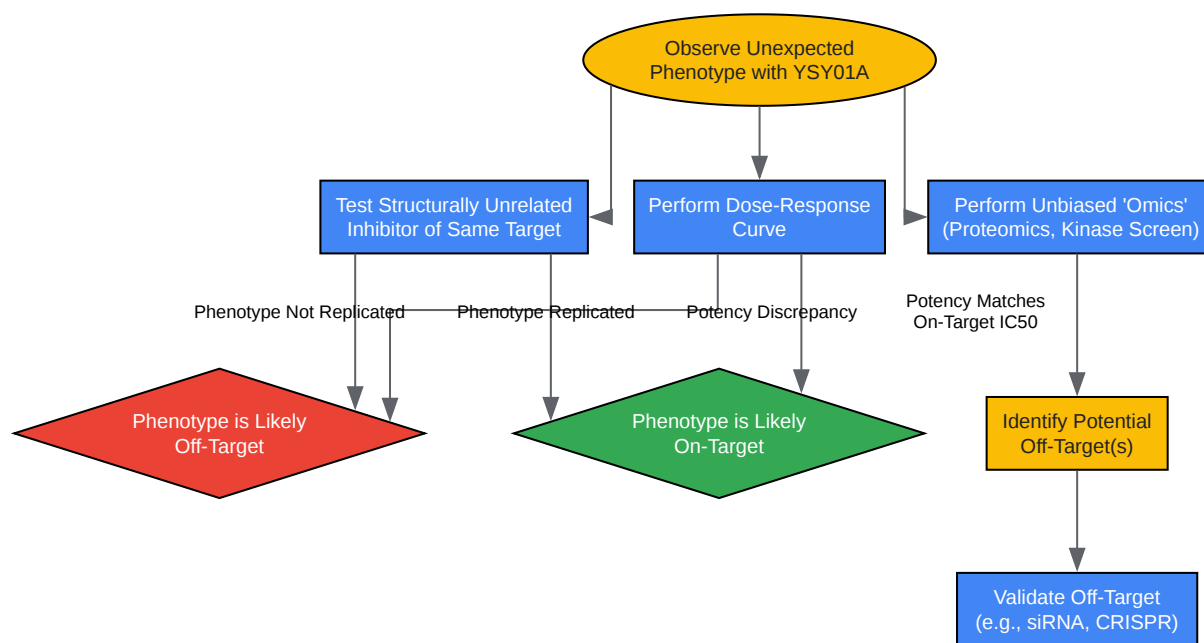 Observe Unexpected
Phenotype with YSY01A
Test Structurally Unrelated
Inhibitor of Same Target
Perform Dose-Response
Curve
Perform Unbiased 'Omics'
(Proteomics, Kinase Screen)
Phenotype Not Replicated
Phenotype Replicated
Potency Discrepancy
Potency Matches
On-Target IC50
Phenotype is Likely
Off-Target
Phenotype is Likely
On-Target
Identify Potential
Off-Target(s)
Validate Off-Target
(e.g., siRNA, CRISPR)